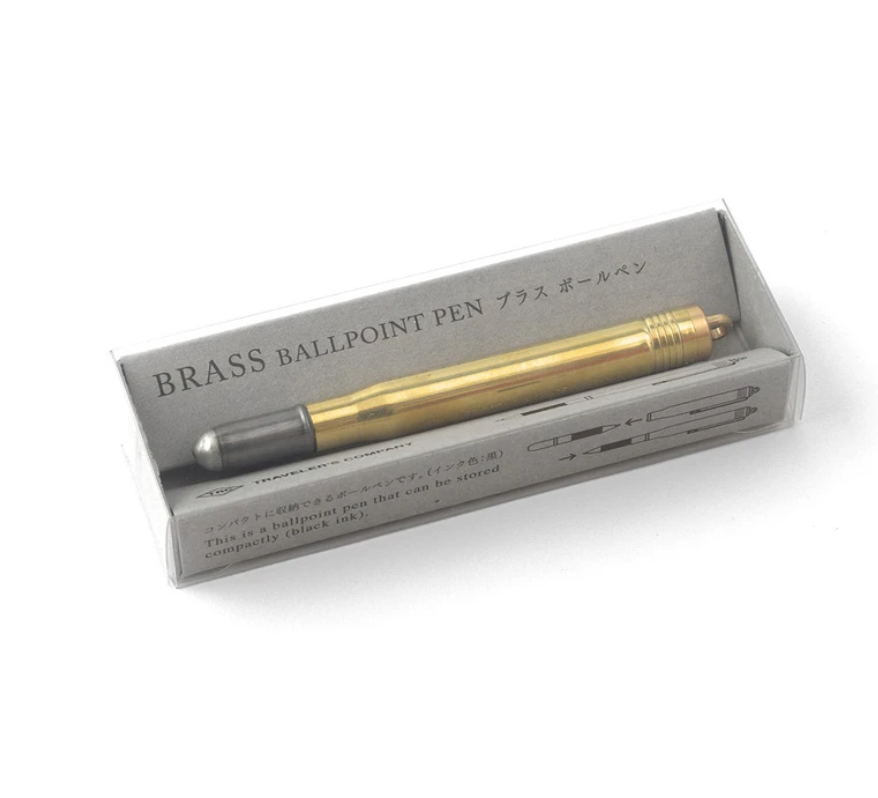 BRASS BALLPOINT PEN ブラス ボールペン
TRC TRAVELER'S COMPANY
コンパクトに収納できるボールペンです。(インク色:黒)
This is a ballpoint pen that can be stored
compactly (black ink).